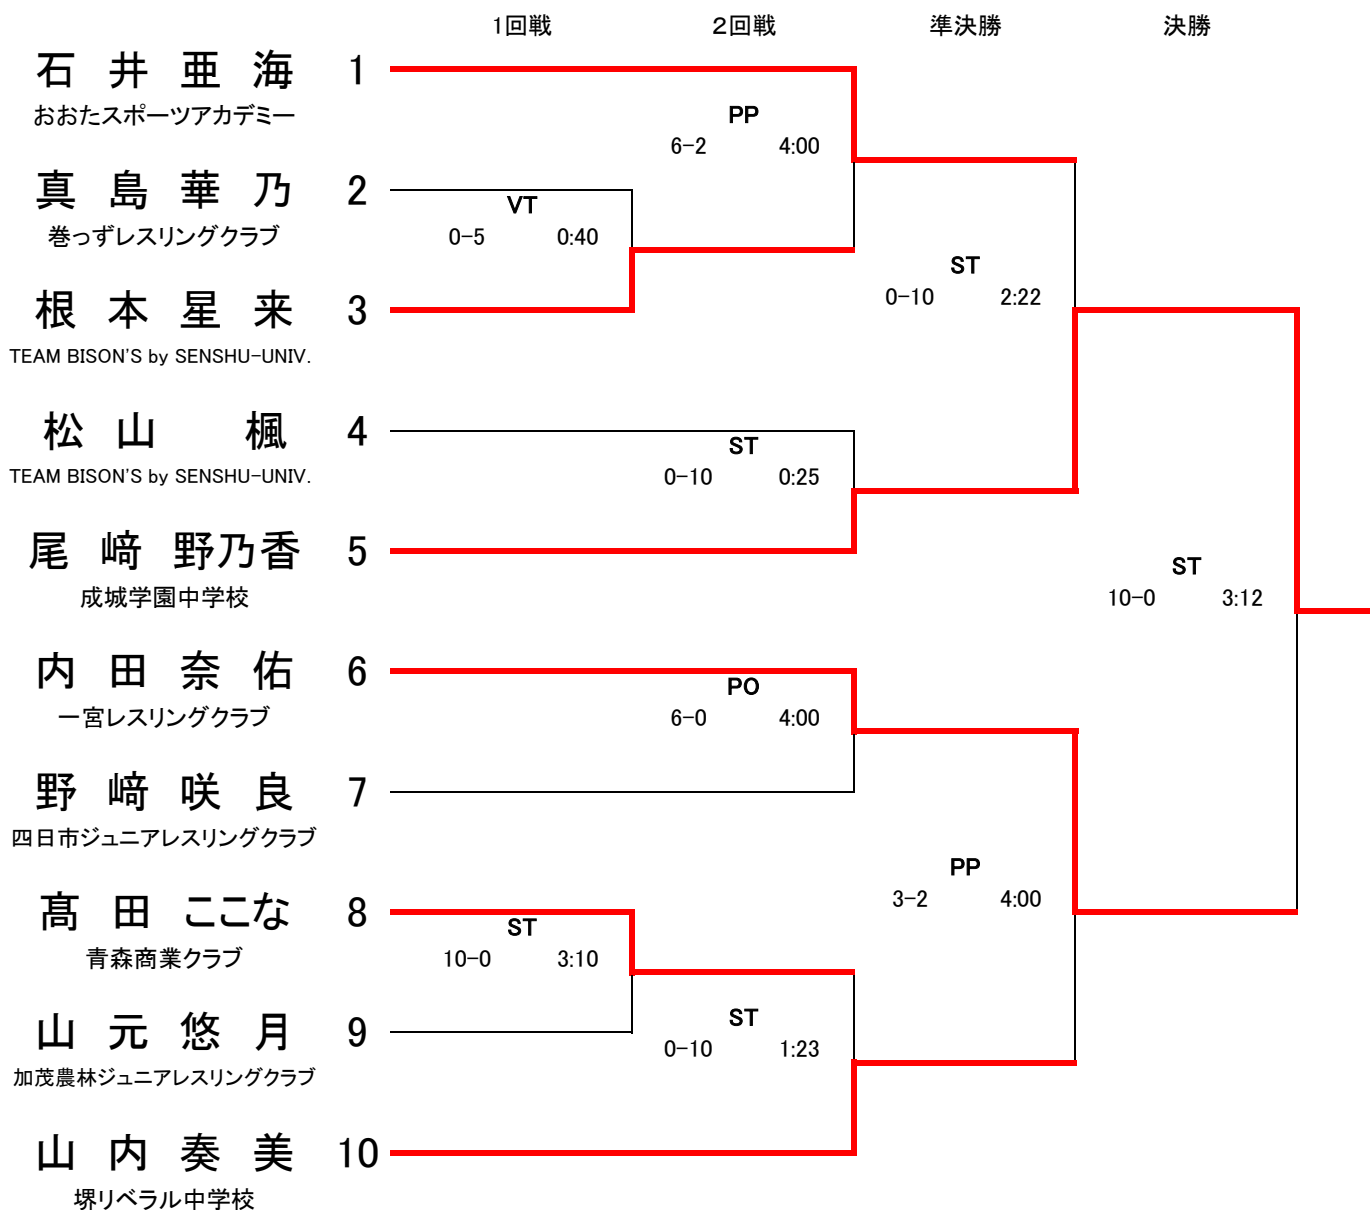 1回戦 2回戦 準決勝 決勝
石 井 亜 海 1
おおたスポーツアカデミー
PP
6-2 4:00
真 島 華 乃 2
巻っずレスリングクラブ
VT
0-5 0:40
根 本 星 来 3
TEAM BISON'S by SENSHU-UNIV.
ST
0-10 2:22
松 山 楓 4
TEAM BISON'S by SENSHU-UNIV.
ST
0-10 0:25
尾 﨑 野乃香 5
成城学園中学校
ST
10-0 3:12
内 田 奈 佑 6
一宮レスリングクラブ
PO
6-0 4:00
野 﨑 咲 良 7
四日市ジュニアレスリングクラブ
PP
3-2 4:00
髙 田 ここな 8
青森商業クラブ
ST
10-0 3:10
山 元 悠 月 9
加茂農林ジュニアレスリングクラブ
ST
0-10 1:23
山 内 奏 美 10
堺リベラル中学校